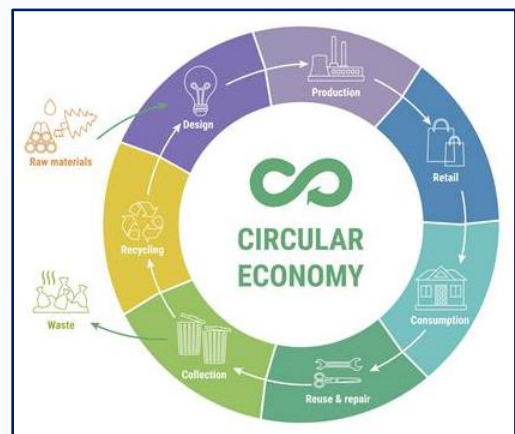 Production
Design
Raw materials
Retail
CIRCULAR
ECONOMY
Recycling
Consumption
Waste
Collection
Reuse & repair